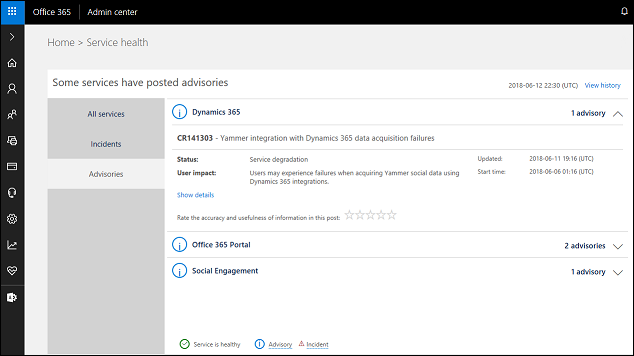 Office 365 Admin center
Home > Service health
Some services have posted advisories
2018-06-12 22:30 (UTC) View history
All services
Incidents
Advisories
Dynamics 365 1 advisory
CR141303 - Yammer integration with Dynamics 365 data acquisition failures
Status: Service degradation Updated: 2018-06-11 19:16 (UTC)
User impact: Users may experience failures when acquiring Yammer social data using Start time: 2018-06-06 01:16 (UTC)
Dynamics 365 integrations.
Show details
Rate the accuracy and usefulness of information in this post:
Office 365 Portal 2 advisories
Social Engagement 1 advisory
Service is healthy Advisory Incident